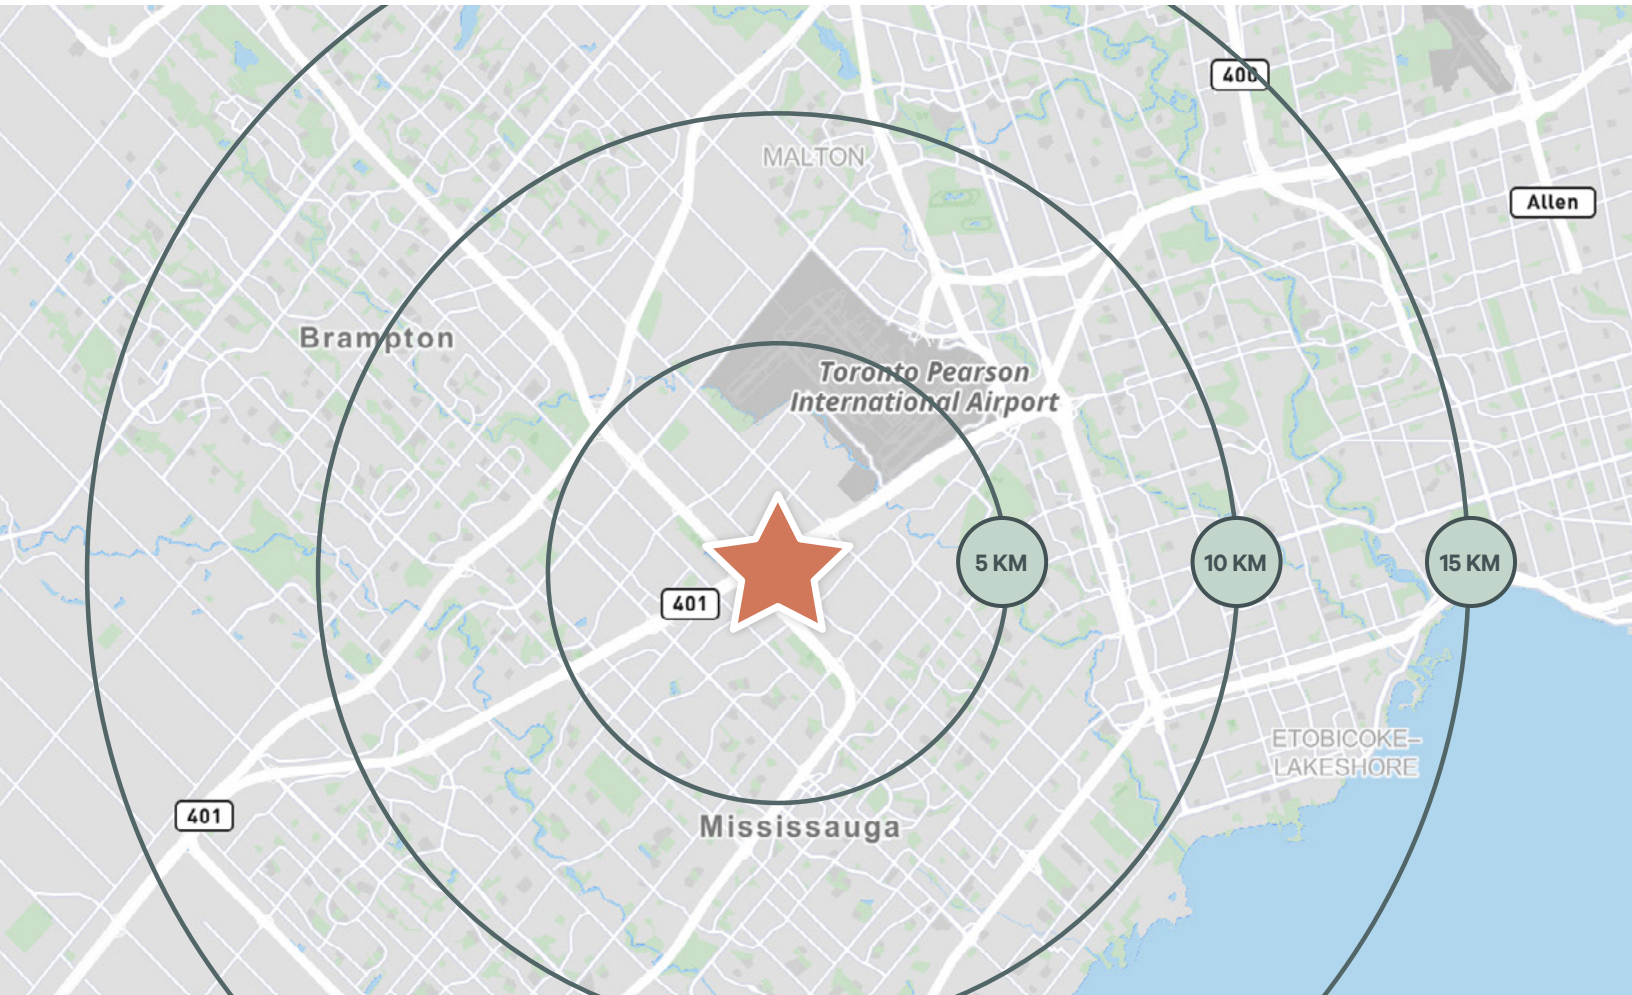 400
MALTON
Allen
Brampton
Toronto Pearson
International Airport
5 KM
10 KM
15 KM
401
ETOBICOKE–
LAKESHORE
401
Mississauga